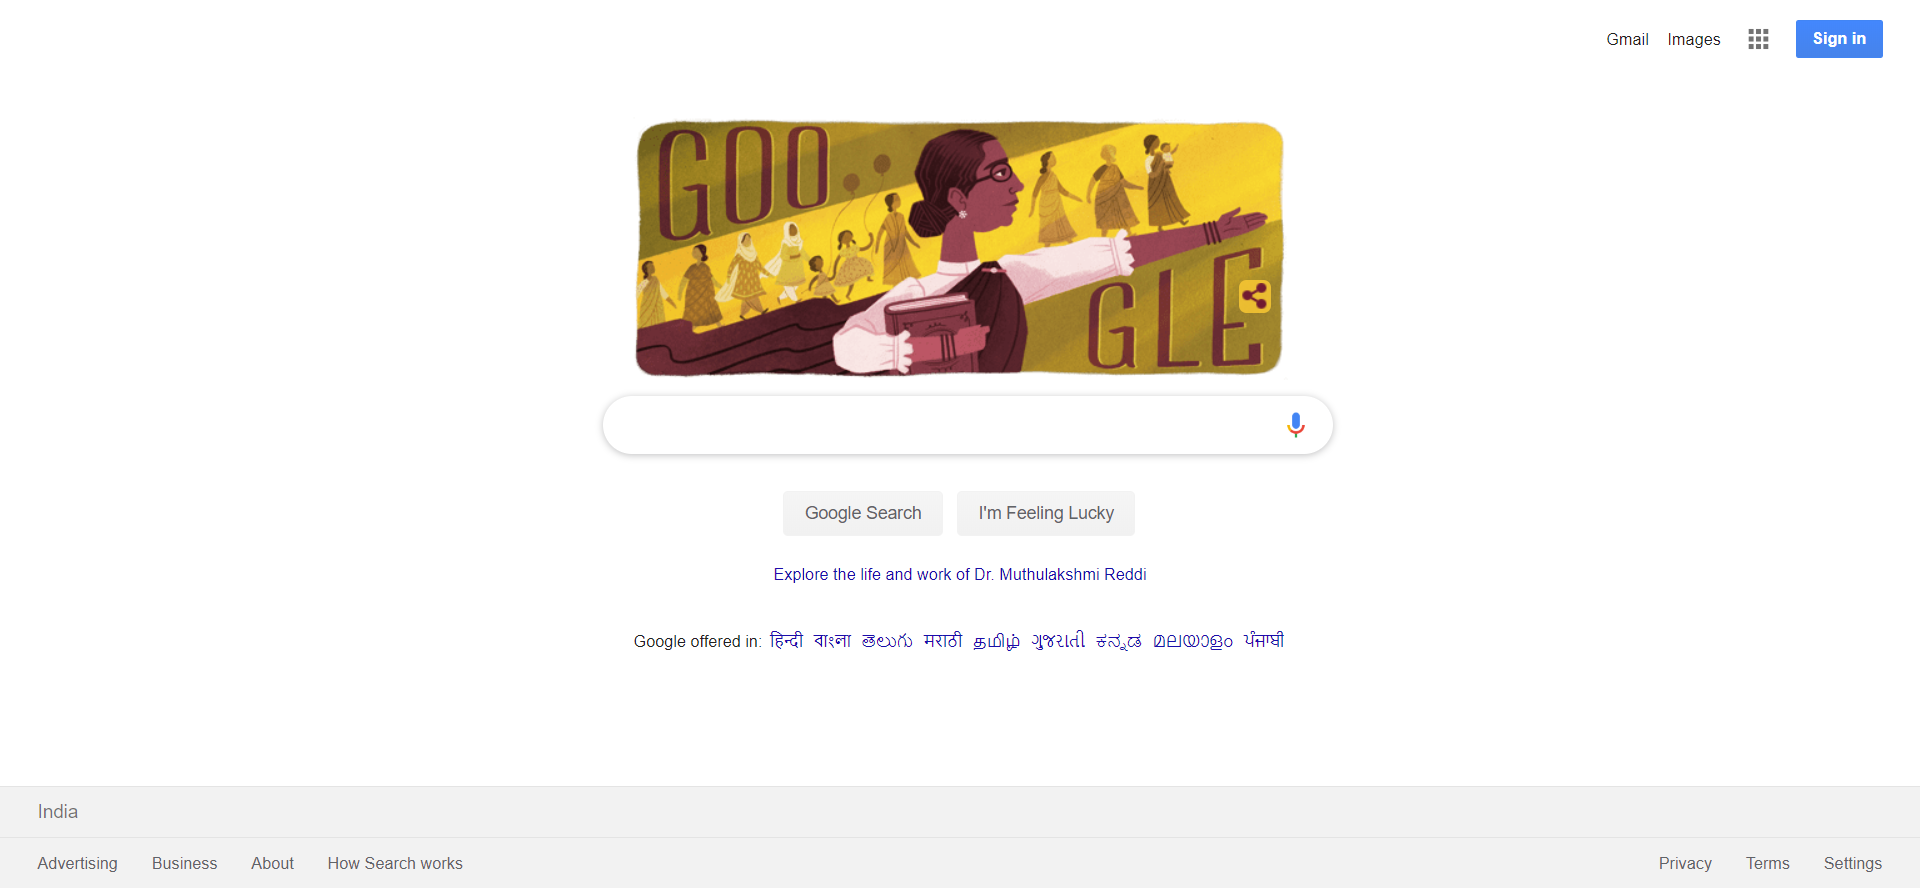 Gmail Images Sign in
GOO
GLE
Google Search I'm Feeling Lucky
Explore the life and work of Dr. Muthulakshmi Reddi
Google offered in: हिन्दी বাংলা తెలుగు मराठी தமிழ் ગુજરાતી ಕನ್ನಡ മലയാളം ਪੰਜਾਬੀ
India
Advertising Business About How Search works Privacy Terms Settings